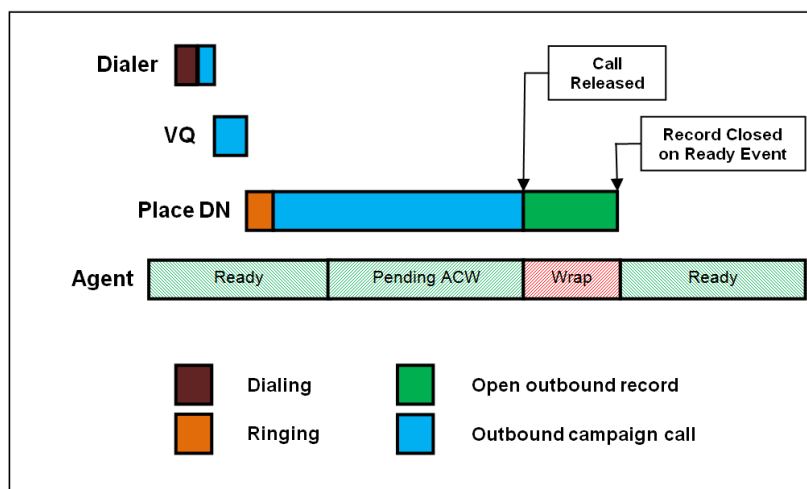 Dialer
Call
Released
VQ
Record Closed
on Ready Event
Place DN
Agent
Ready
Pending ACW
Wrap
Ready
Dialing
Open outbound record
Ringing
Outbound campaign call